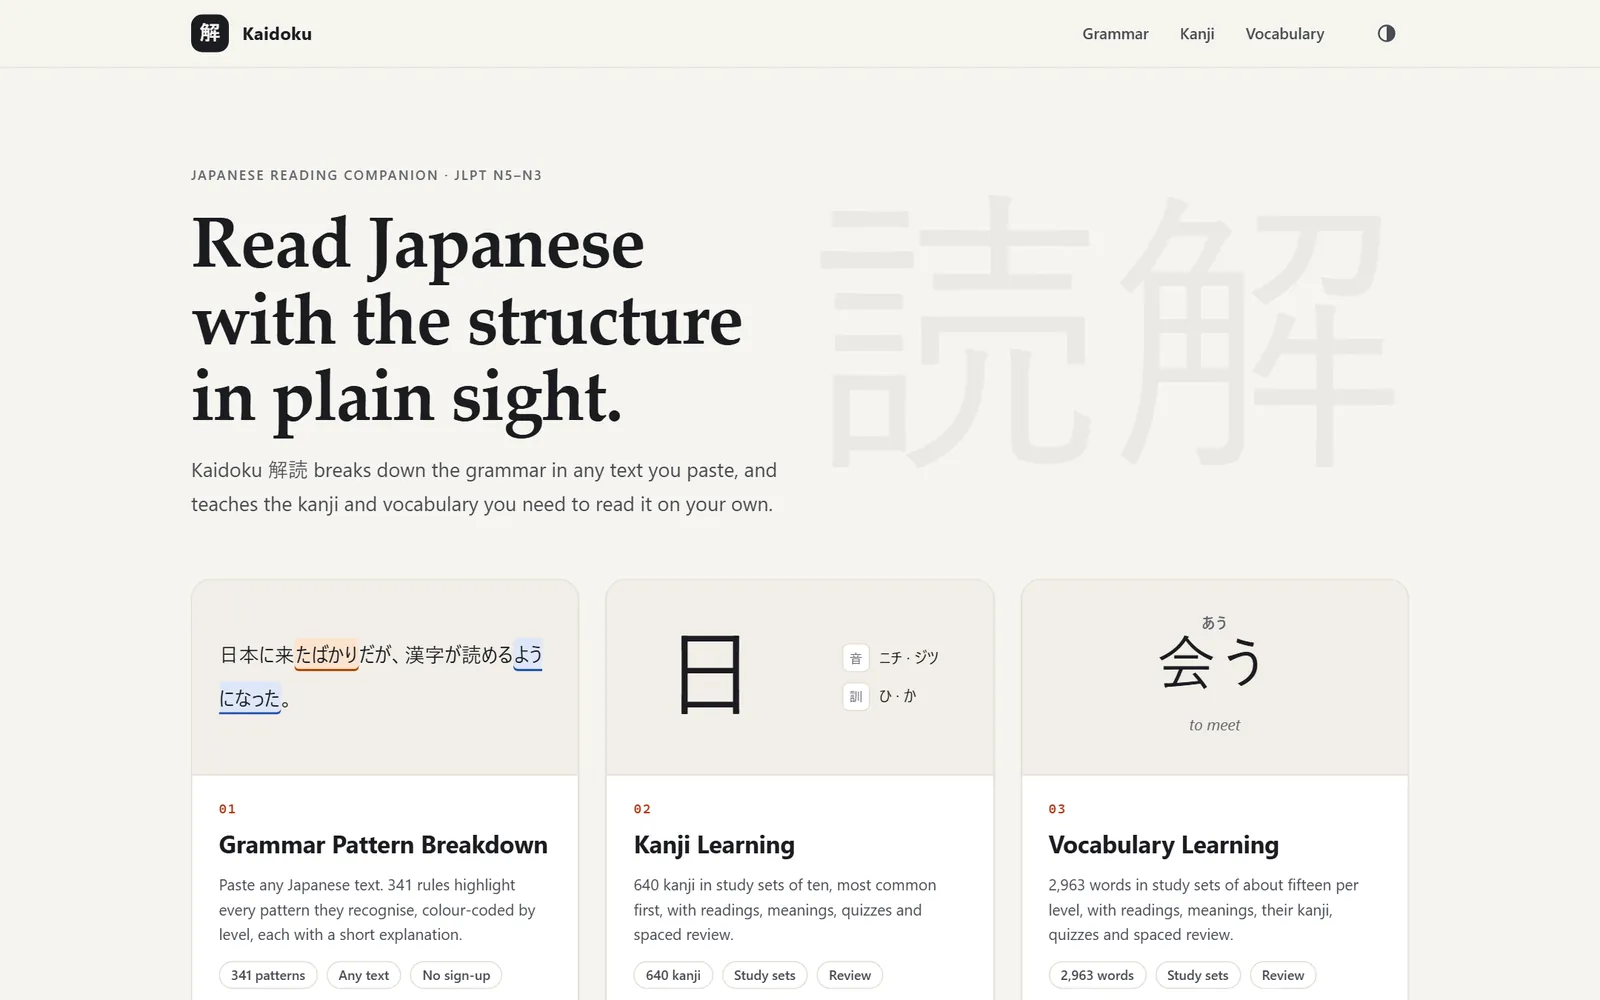 解 Kaidoku
Grammar Kanji Vocabulary
JAPANESE READING COMPANION · JLPT N5–N3
Read Japanese
with the structure
in plain sight.
読解
Kaidoku 解読 breaks down the grammar in any text you paste, and
teaches the kanji and vocabulary you need to read it on your own.
日本に来たばかりだが、漢字が読めるよう
になった。
01
Grammar Pattern Breakdown
Paste any Japanese text. 341 rules highlight
every pattern they recognise, colour-coded by
level, each with a short explanation.
341 patterns Any text No sign-up
日
音 ニチ · ジツ
訓 ひ · か
02
Kanji Learning
640 kanji in study sets of ten, most common
first, with readings, meanings, quizzes and
spaced review.
640 kanji Study sets Review
あう
会う
to meet
03
Vocabulary Learning
2,963 words in study sets of about fifteen per
level, with readings, meanings, their kanji,
quizzes and spaced review.
2,963 words Study sets Review